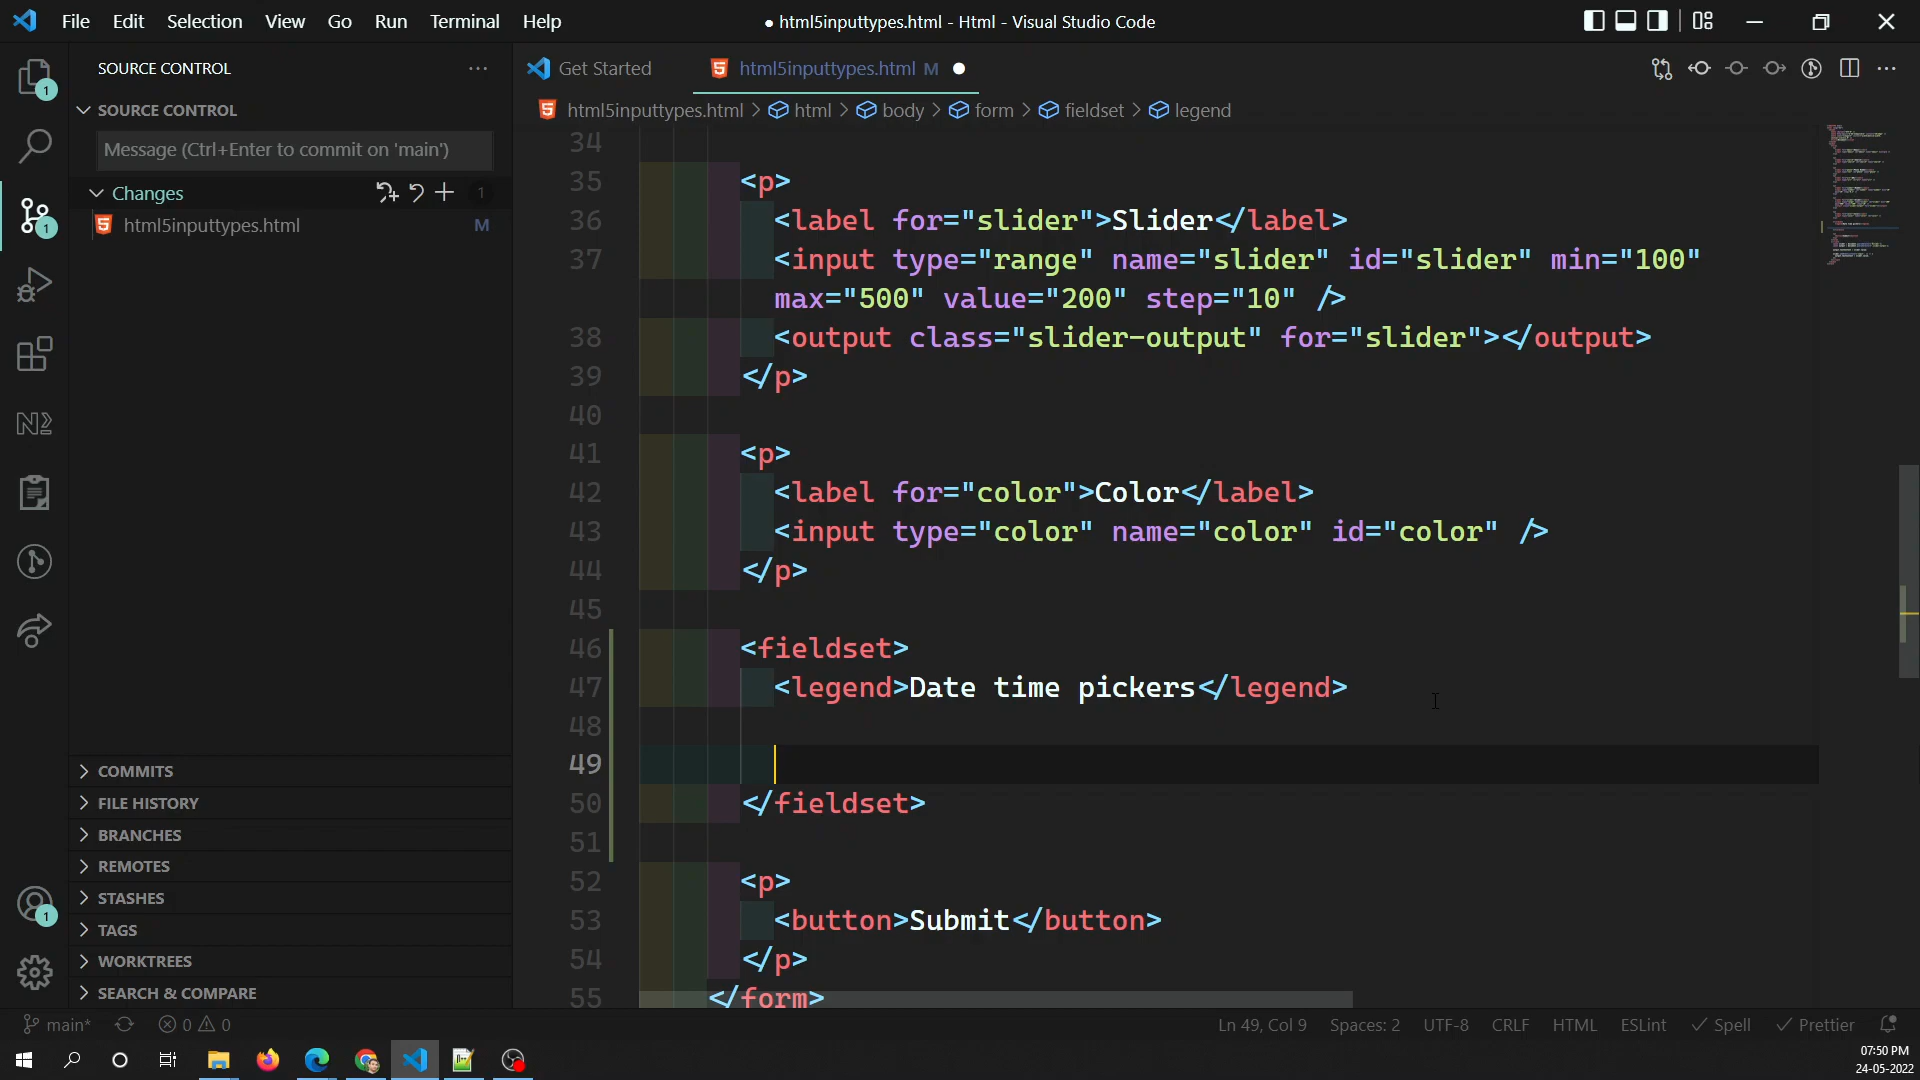 File Edit Selection View Go Run Terminal Help
● html5inputtypes.html - Html - Visual Studio Code
SOURCE CONTROL
Get Started
html5inputtypes.html M
SOURCE CONTROL
html5inputtypes.html > html > body > form > fieldset > legend
Message (Ctrl+Enter to commit on 'main')
Changes 1
html5inputtypes.html M
COMMITS
FILE HISTORY
BRANCHES
REMOTES
STASHES
TAGS
WORKTREES
SEARCH & COMPARE
34
35 <p>
36 <label for="slider">Slider</label>
37 <input type="range" name="slider" id="slider" min="100"
max="500" value="200" step="10" />
38 <output class="slider-output" for="slider"></output>
39 </p>
40
41 <p>
42 <label for="color">Color</label>
43 <input type="color" name="color" id="color" />
44 </p>
45
46 <fieldset>
47 <legend>Date time pickers</legend>
48
49
50 </fieldset>
51
52 <p>
53 <button>Submit</button>
54 </p>
55 </form>
main* 0 0 Ln 49, Col 9 Spaces: 2 UTF-8 CRLF HTML ESLint Spell Prettier
07:50 PM
24-05-2022